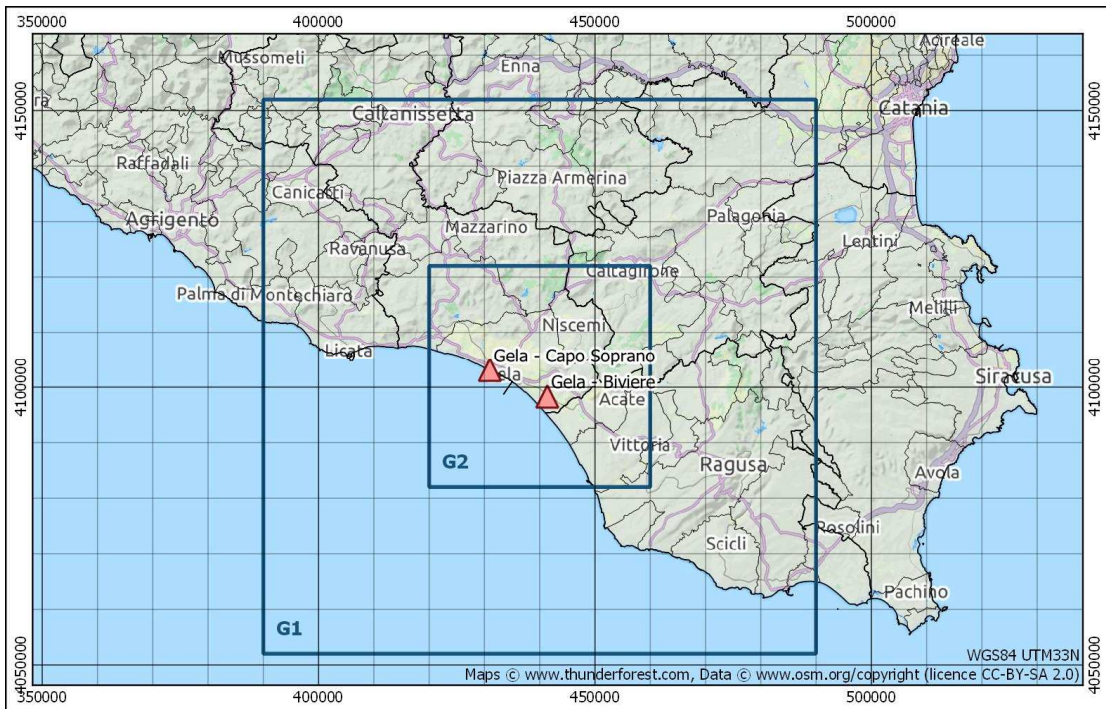 350000 400000 450000 500000
Mussomeli
Enna
Acireale
ra
Caltanissetta
Catania
4150000 4150000
Raffadali
Piazza Armerina
Canicattì
Agrigento
Mazzarino
Palagonia
Ravanusa
Lentini
Caltagirone
Palma di Montechiaro
Melilli
Niscemi
Licata
Gela - Capo Soprano
ela
Siracusa
Gela - Biviere
4100000 4100000
Acate
Vittoria
G2
Ragusa
Avola
Rosolini
Scicli
Pachino
G1
WGS84 UTM33N
4050000 4050000
Maps © www.thunderforest.com, Data © www.osm.org/copyright (licence CC-BY-SA 2.0)
350000 400000 450000 500000